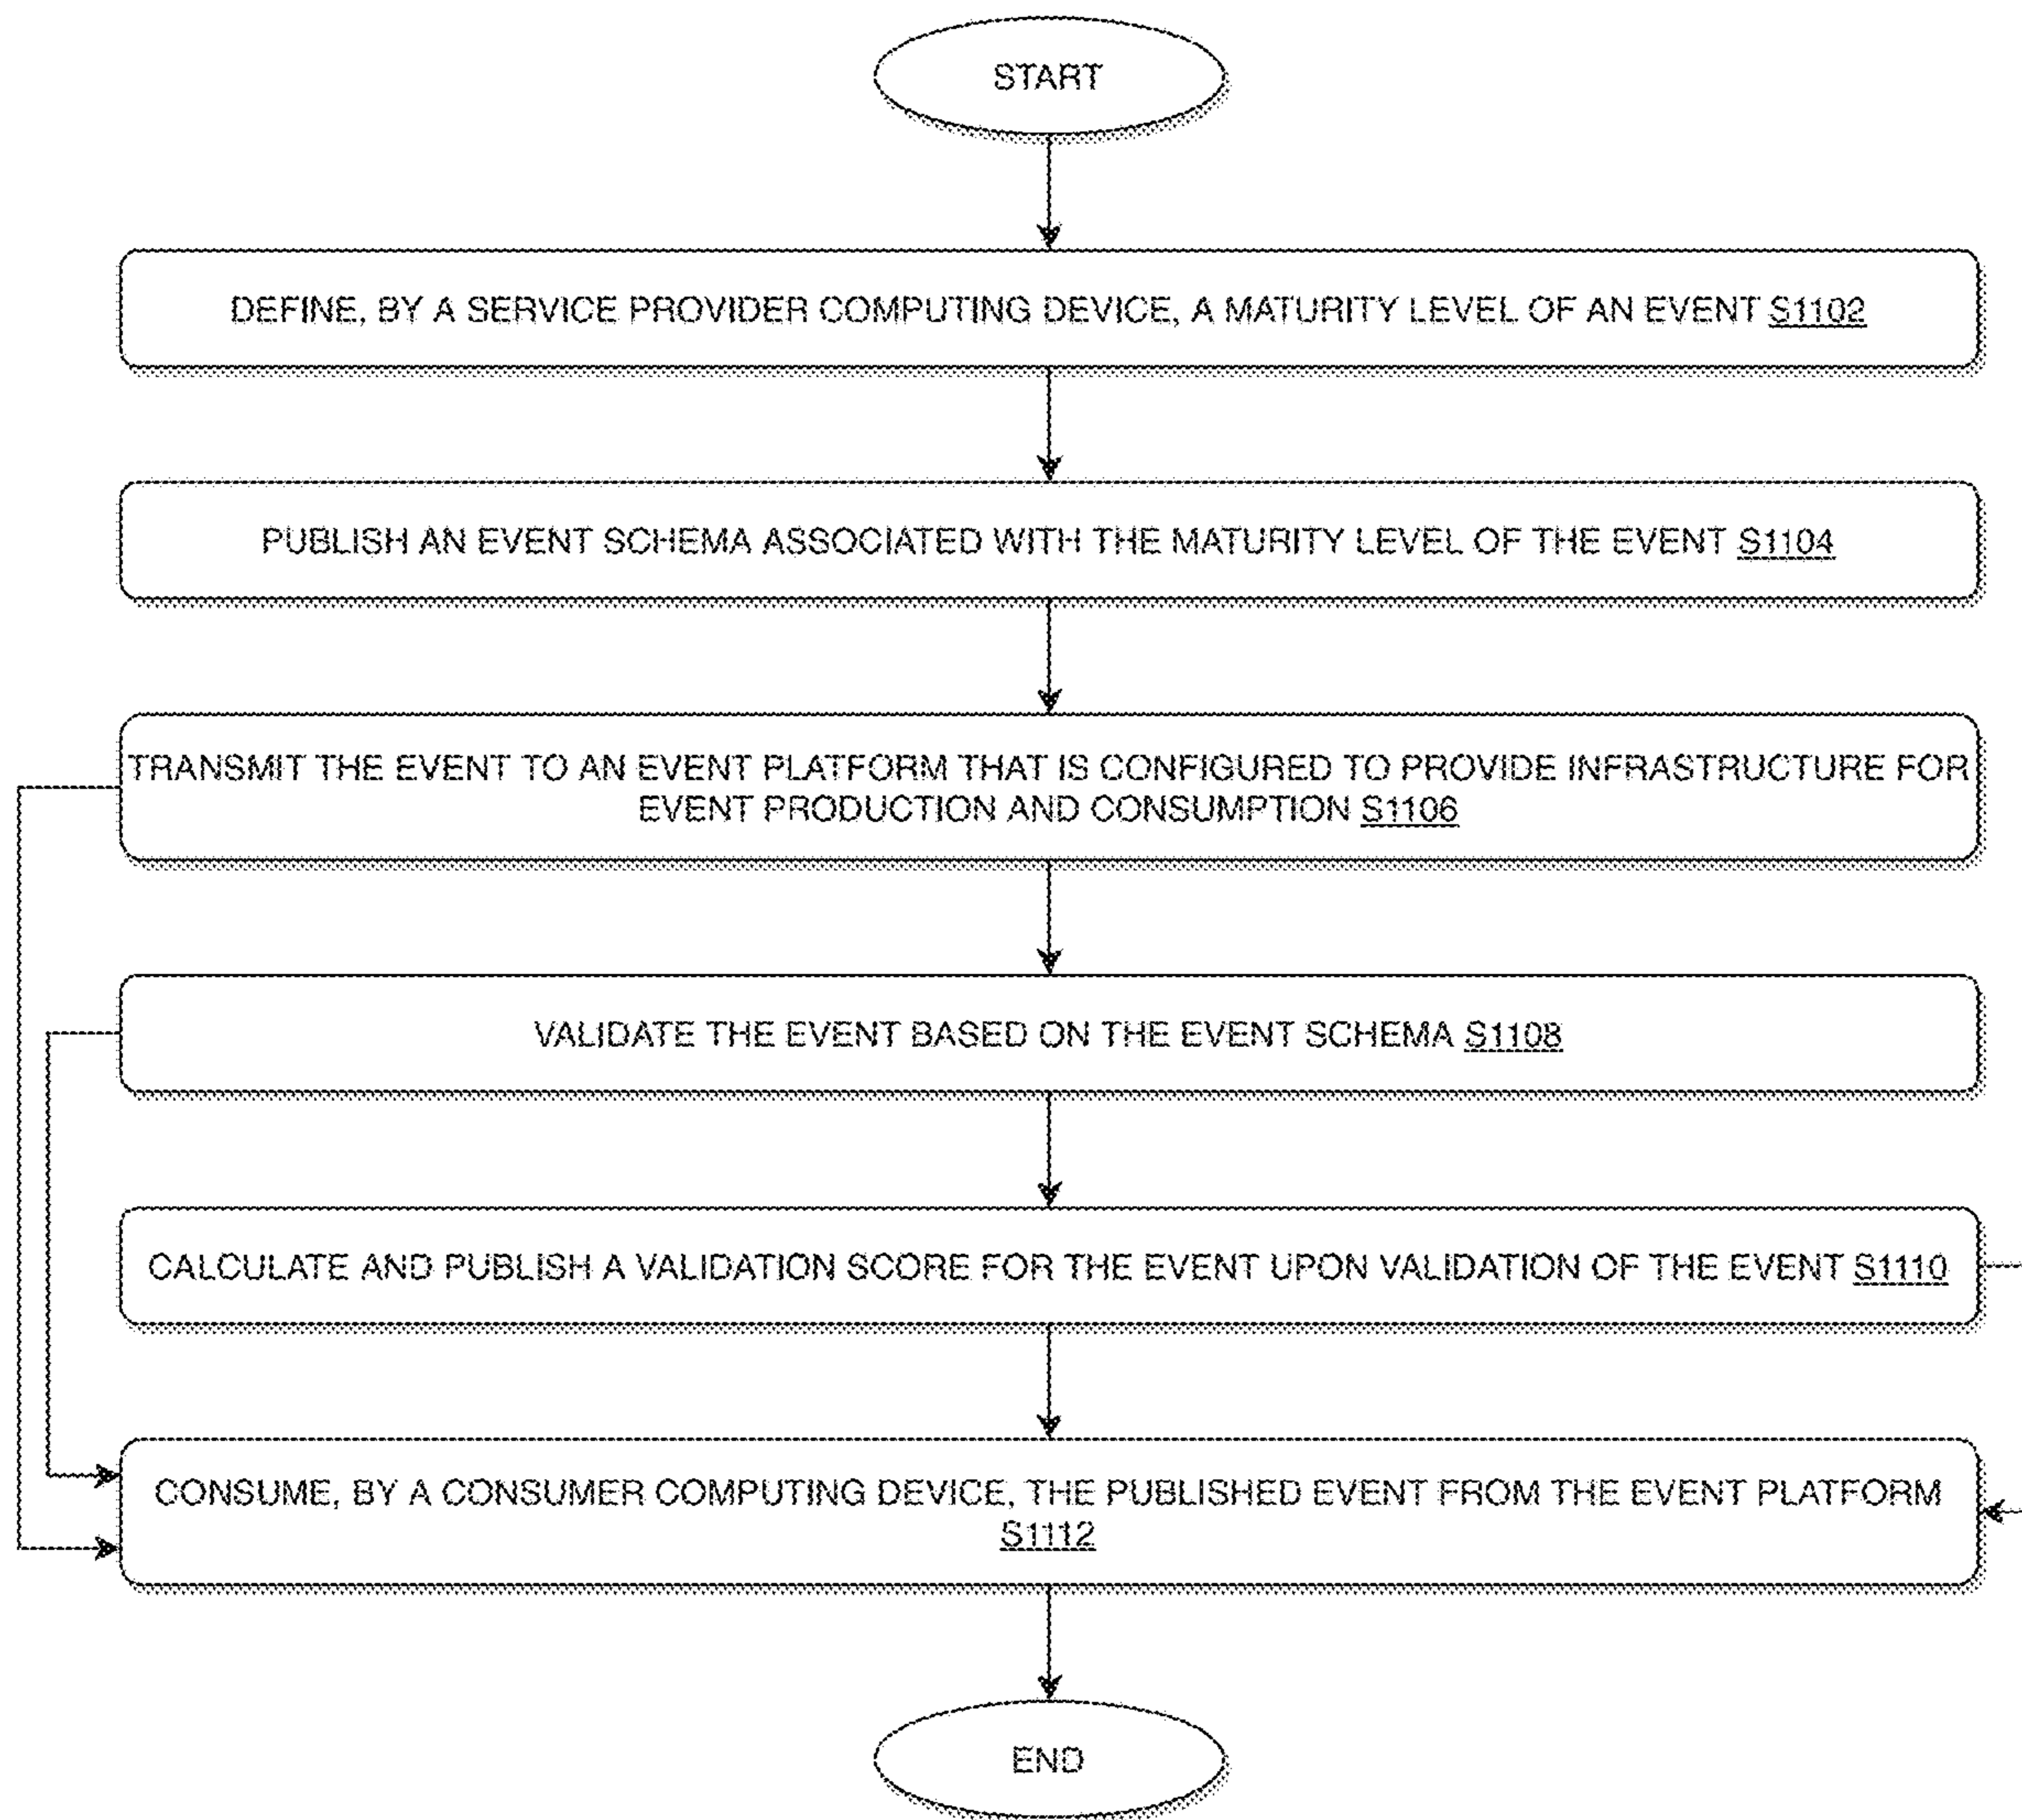 START
DEFINE, BY A SERVICE PROVIDER COMPUTING DEVICE, A MATURITY LEVEL OF AN EVENT S1102
PUBLISH AN EVENT SCHEMA ASSOCIATED WITH THE MATURITY LEVEL OF THE EVENT S1104
TRANSMIT THE EVENT TO AN EVENT PLATFORM THAT IS CONFIGURED TO PROVIDE INFRASTRUCTURE FOR
EVENT PRODUCTION AND CONSUMPTION S1106
VALIDATE THE EVENT BASED ON THE EVENT SCHEMA S1108
CALCULATE AND PUBLISH A VALIDATION SCORE FOR THE EVENT UPON VALIDATION OF THE EVENT S1110
CONSUME, BY A CONSUMER COMPUTING DEVICE, THE PUBLISHED EVENT FROM THE EVENT PLATFORM
S1112
END